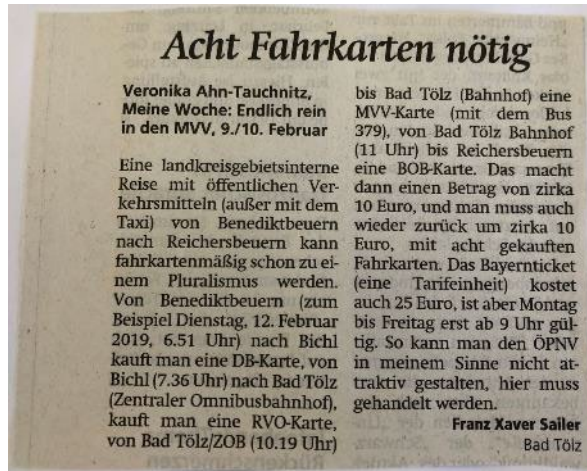 Acht Fahrkarten nötig
Veronika Ahn-Tauchnitz,
Meine Woche: Endlich rein
in den MVV, 9./10. Februar
Eine landkreisgebietsinterne
Reise mit öffentlichen Ver-
kehrsmitteln (außer mit dem
Taxi) von Benediktbeuern
nach Reichersbeuern kann
fahrkartenmäßig schon zu ei-
nem Pluralismus werden.
Von Benediktbeuern (zum
Beispiel Dienstag, 12. Februar
2019, 6.51 Uhr) nach Bichl
kauft man eine DB-Karte, von
Bichl (7.36 Uhr) nach Bad Tölz
(Zentraler Omnibusbahnhof),
kauft man eine RVO-Karte,
von Bad Tölz/ZOB (10.19 Uhr)
bis Bad Tölz (Bahnhof) eine
MVV-Karte (mit dem Bus
379), von Bad Tölz Bahnhof
(11 Uhr) bis Reichersbeuern
eine BOB-Karte. Das macht
dann einen Betrag von zirka
10 Euro, und man muss auch
wieder zurück um zirka 10
Euro, mit acht gekauften
Fahrkarten. Das Bayernticket
(eine Tarifeinheit) kostet
auch 25 Euro, ist aber Montag
bis Freitag erst ab 9 Uhr gül-
tig. So kann man den ÖPNV
in meinem Sinne nicht at-
traktiv gestalten, hier muss
gehandelt werden.
Franz Xaver Sailer
Bad Tölz